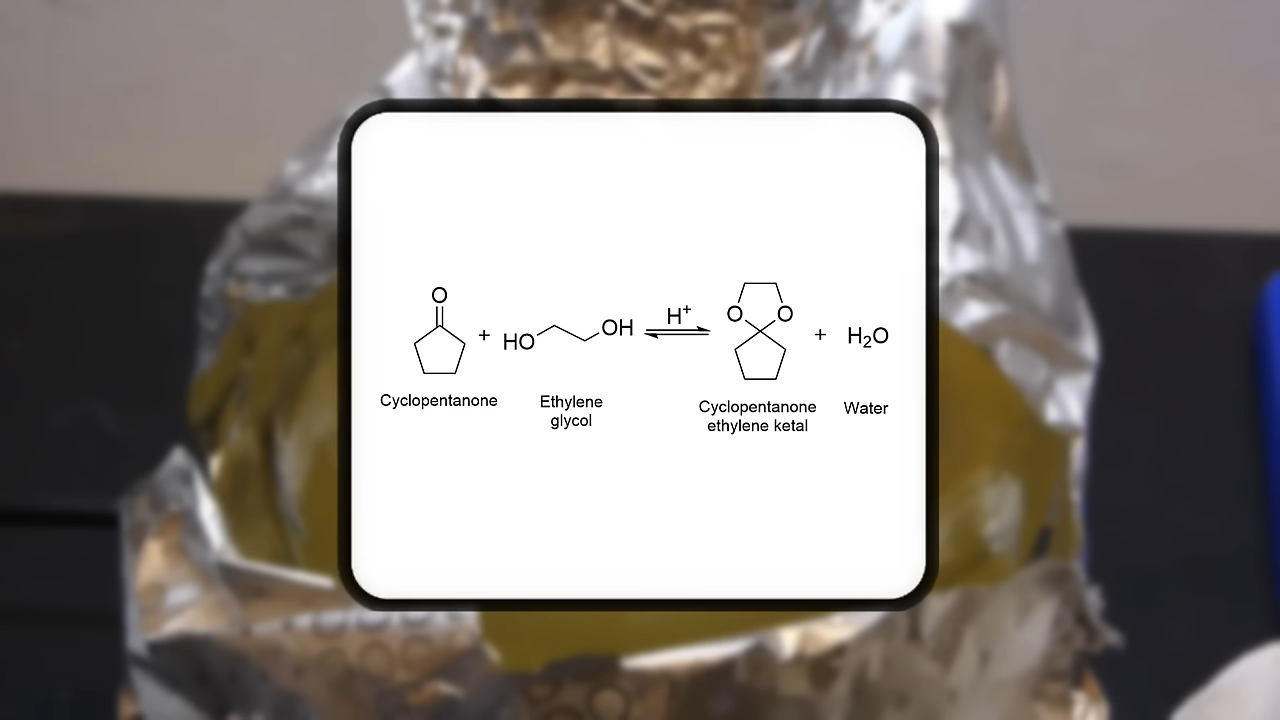 O
+
HO
OH
H⁺
O
O
+
H₂O
Cyclopentanone
Ethylene
glycol
Cyclopentanone
ethylene ketal
Water